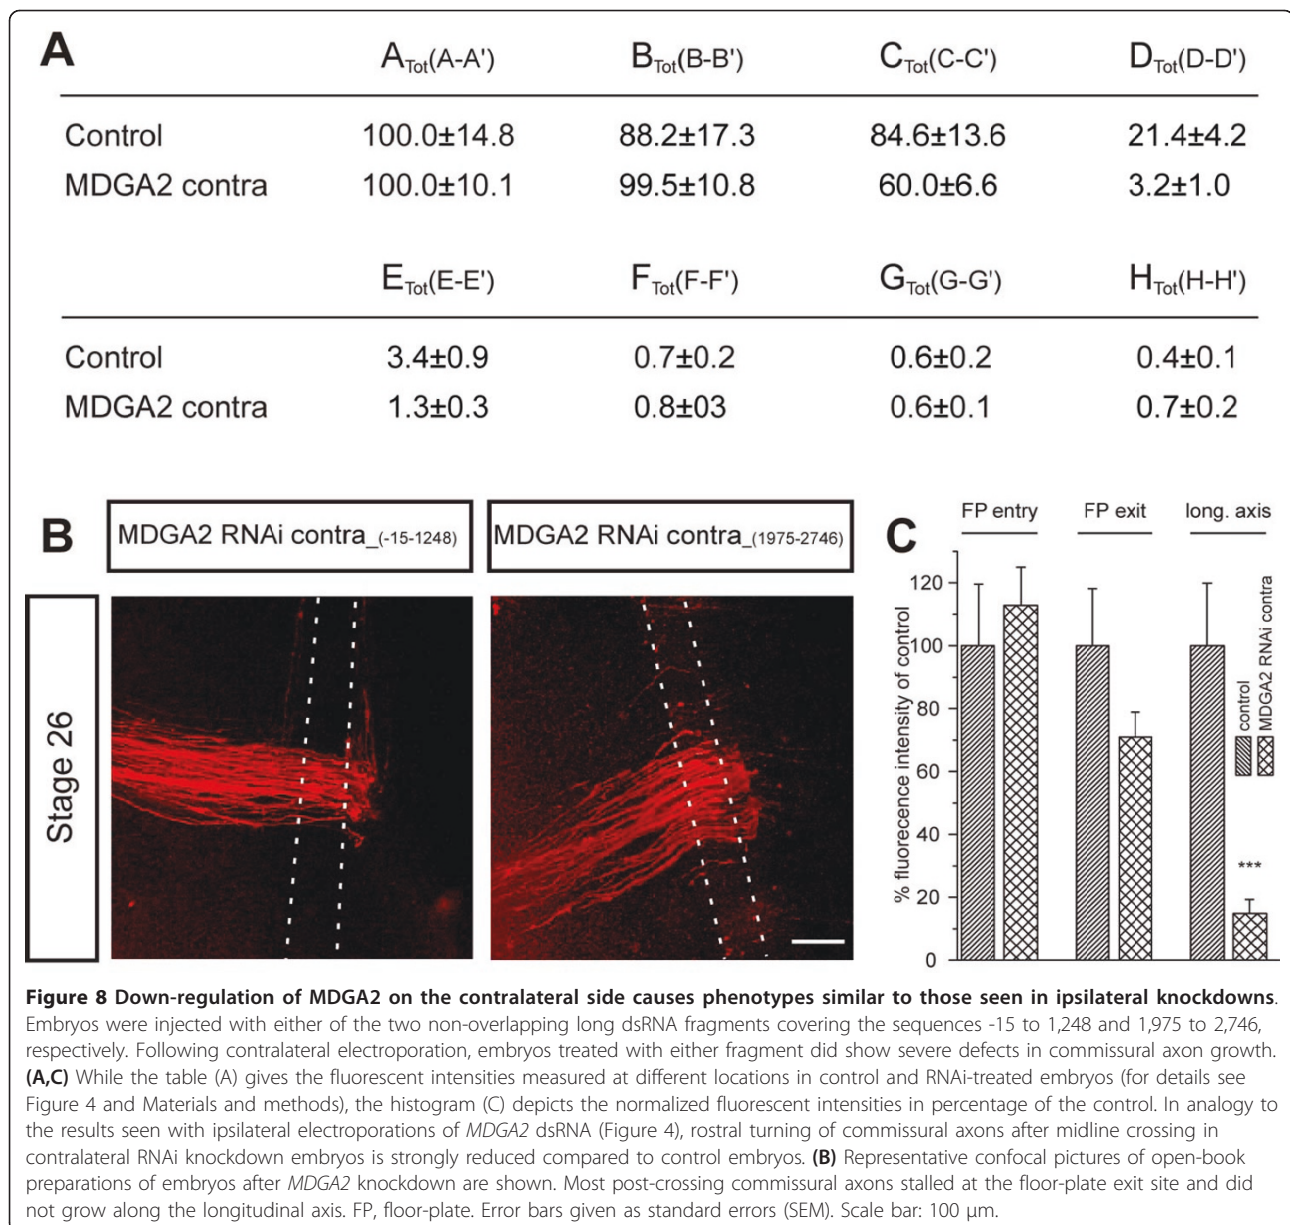 A
A_Tot(A-A') B_Tot(B-B') C_Tot(C-C') D_Tot(D-D')
Control 100.0±14.8 88.2±17.3 84.6±13.6 21.4±4.2
MDGA2 contra 100.0±10.1 99.5±10.8 60.0±6.6 3.2±1.0
E_Tot(E-E') F_Tot(F-F') G_Tot(G-G') H_Tot(H-H')
Control 3.4±0.9 0.7±0.2 0.6±0.2 0.4±0.1
MDGA2 contra 1.3±0.3 0.8±03 0.6±0.1 0.7±0.2
B
MDGA2 RNAi contra_(-15-1248)
MDGA2 RNAi contra_(1975-2746)
Stage 26
C
FP entry FP exit long. axis
% fluorecence intensity of control
120
100
80
60
40
20
0
control
MDGA2 RNAi contra
***
Figure 8 Down-regulation of MDGA2 on the contralateral side causes phenotypes similar to those seen in ipsilateral knockdowns.
Embryos were injected with either of the two non-overlapping long dsRNA fragments covering the sequences -15 to 1,248 and 1,975 to 2,746,
respectively. Following contralateral electroporation, embryos treated with either fragment did show severe defects in commissural axon growth.
(A,C) While the table (A) gives the fluorescent intensities measured at different locations in control and RNAi-treated embryos (for details see
Figure 4 and Materials and methods), the histogram (C) depicts the normalized fluorescent intensities in percentage of the control. In analogy to
the results seen with ipsilateral electroporations of MDGA2 dsRNA (Figure 4), rostral turning of commissural axons after midline crossing in
contralateral RNAi knockdown embryos is strongly reduced compared to control embryos. (B) Representative confocal pictures of open-book
preparations of embryos after MDGA2 knockdown are shown. Most post-crossing commissural axons stalled at the floor-plate exit site and did
not grow along the longitudinal axis. FP, floor-plate. Error bars given as standard errors (SEM). Scale bar: 100 μm.